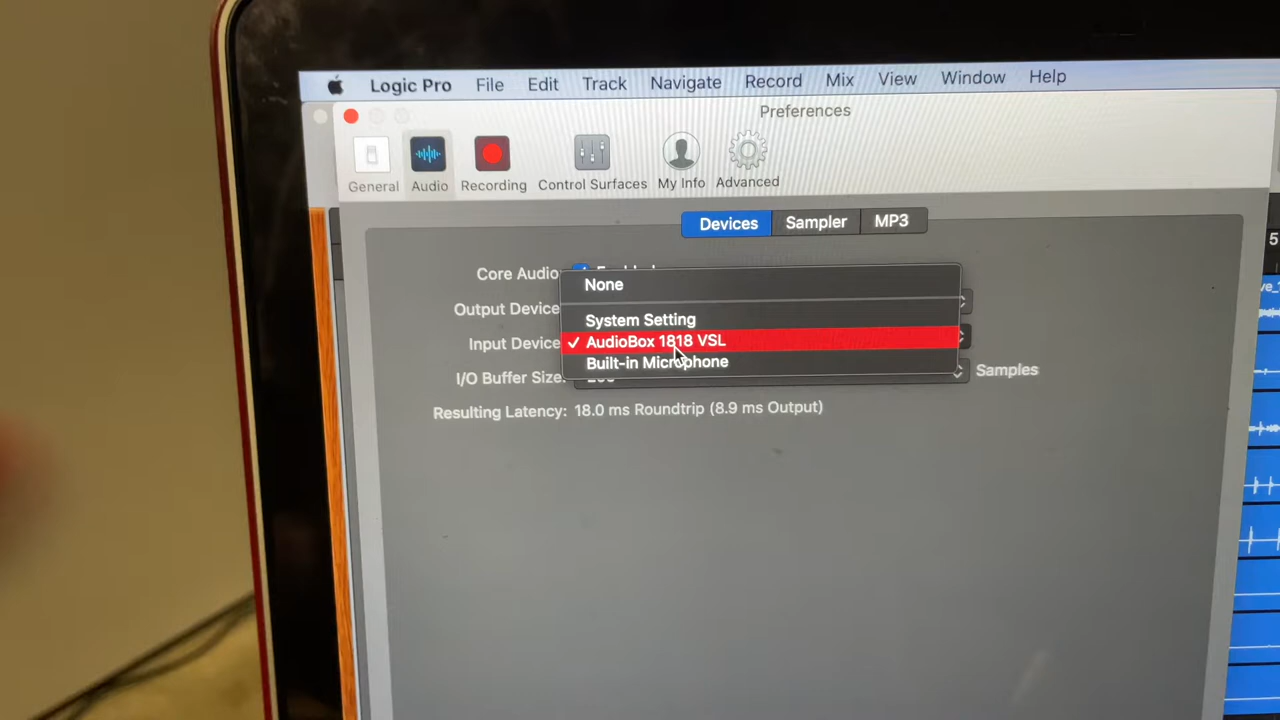 Logic Pro File Edit Track Navigate Record Mix View Window Help
Preferences
General Audio Recording Control Surfaces My Info Advanced
Devices Sampler MP3
5
Core Audio: Enabled
None
Output Device
System Setting
Input Device ✓ AudioBox 1818 VSL
Built-in Microphone
I/O Buffer Size: Samples
Resulting Latency: 18.0 ms Roundtrip (8.9 ms Output)